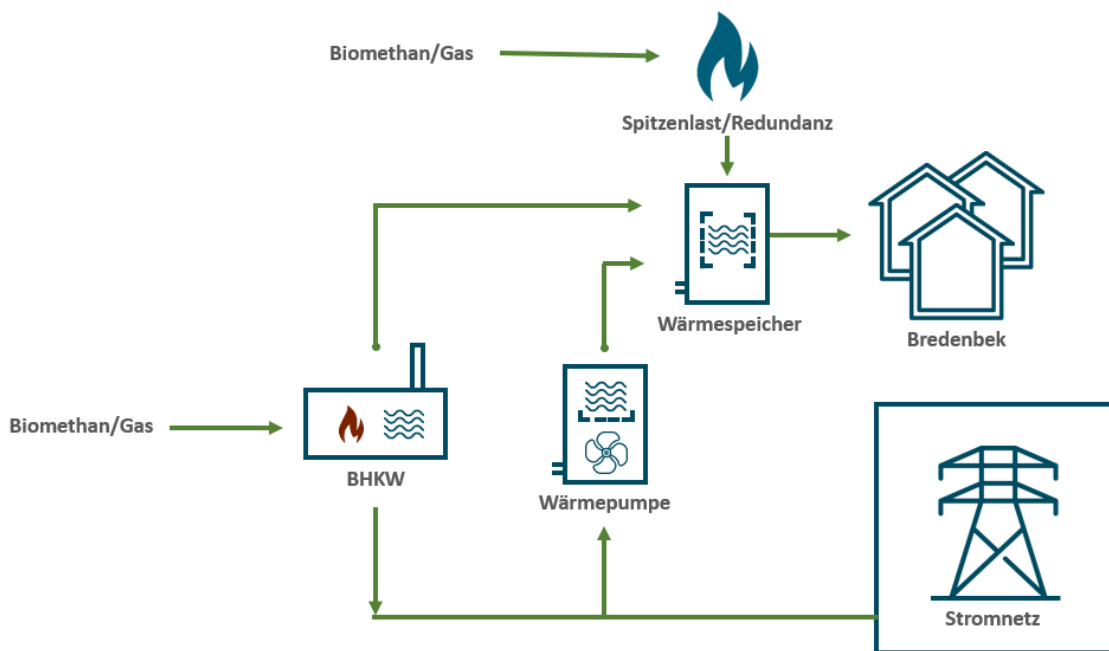 Biomethan/Gas
Spitzenlast/Redundanz
Wärmespeicher
Bredenbek
Biomethan/Gas
BHKW
Wärmepumpe
Stromnetz